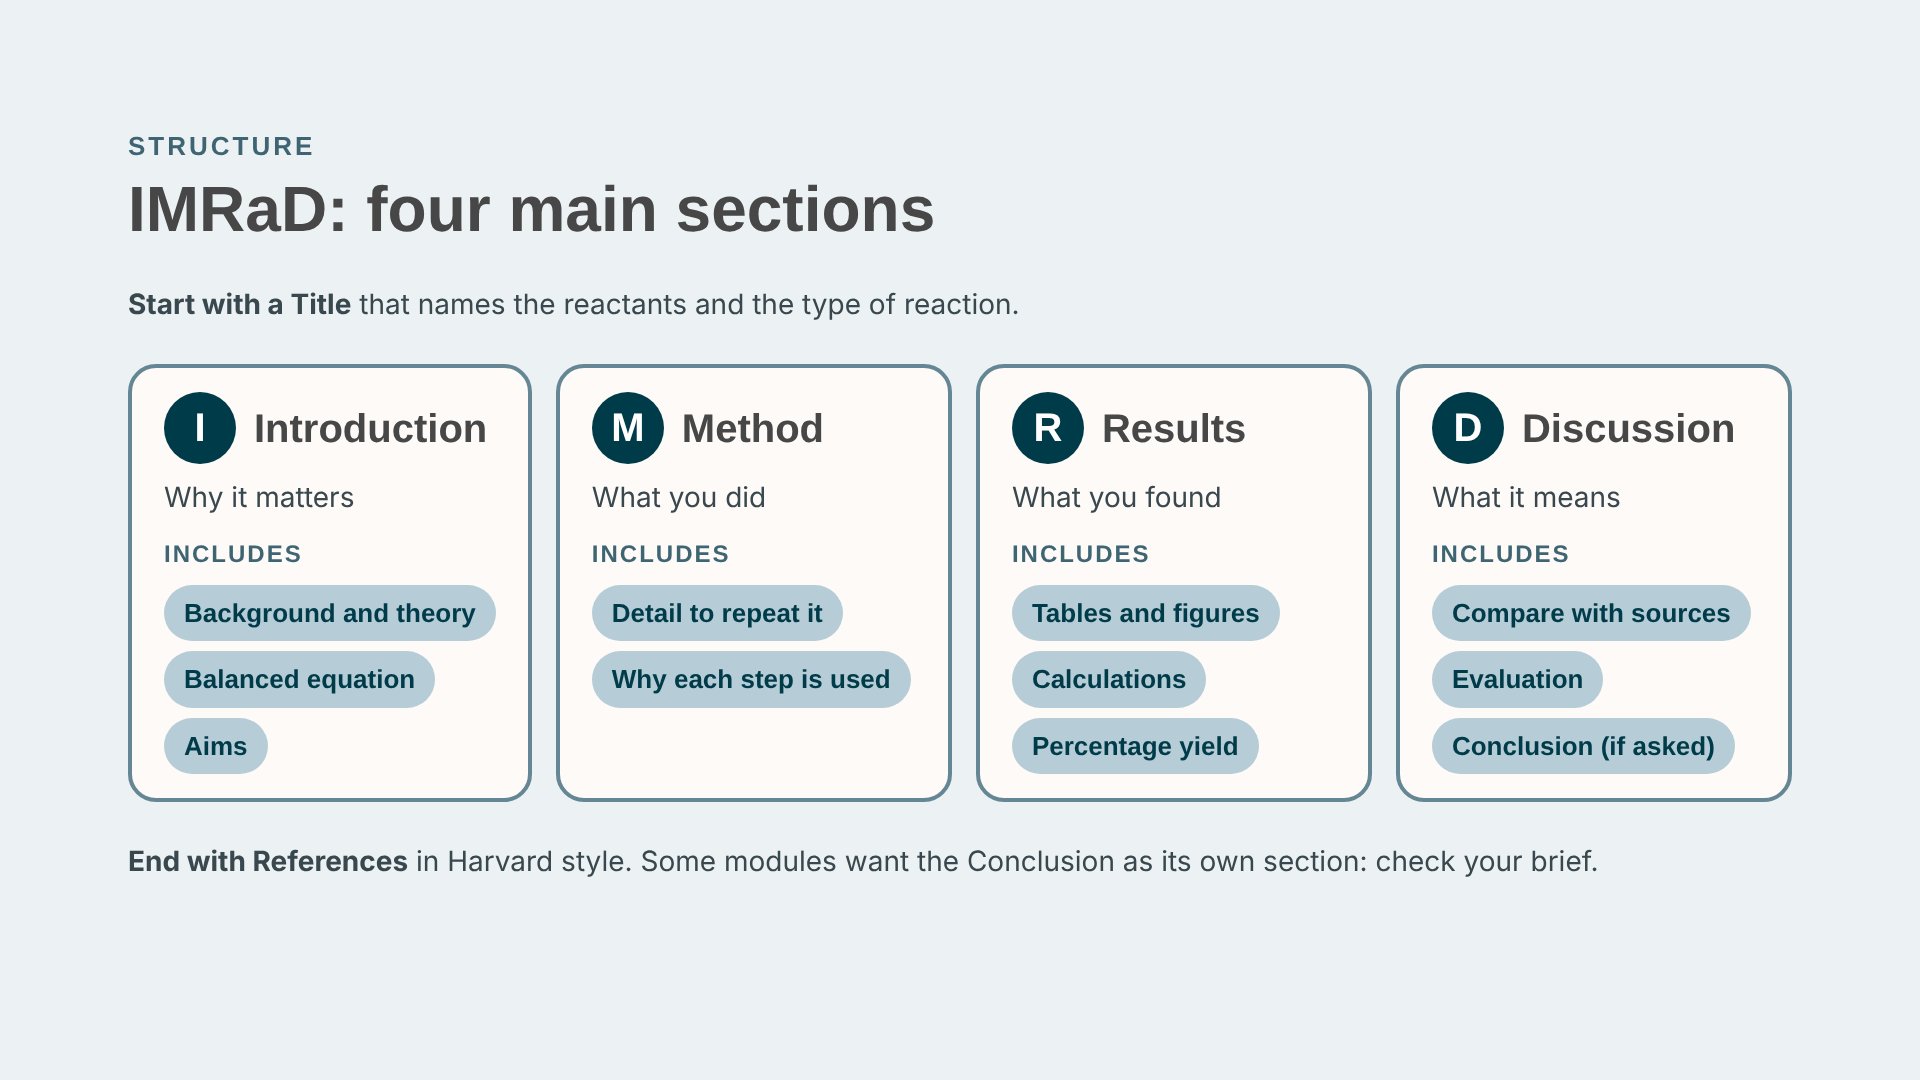 STRUCTURE
IMRaD: four main sections
Start with a Title that names the reactants and the type of reaction.
I Introduction
Why it matters
INCLUDES
Background and theory
Balanced equation
Aims
M Method
What you did
INCLUDES
Detail to repeat it
Why each step is used
R Results
What you found
INCLUDES
Tables and figures
Calculations
Percentage yield
D Discussion
What it means
INCLUDES
Compare with sources
Evaluation
Conclusion (if asked)
End with References in Harvard style. Some modules want the Conclusion as its own section: check your brief.